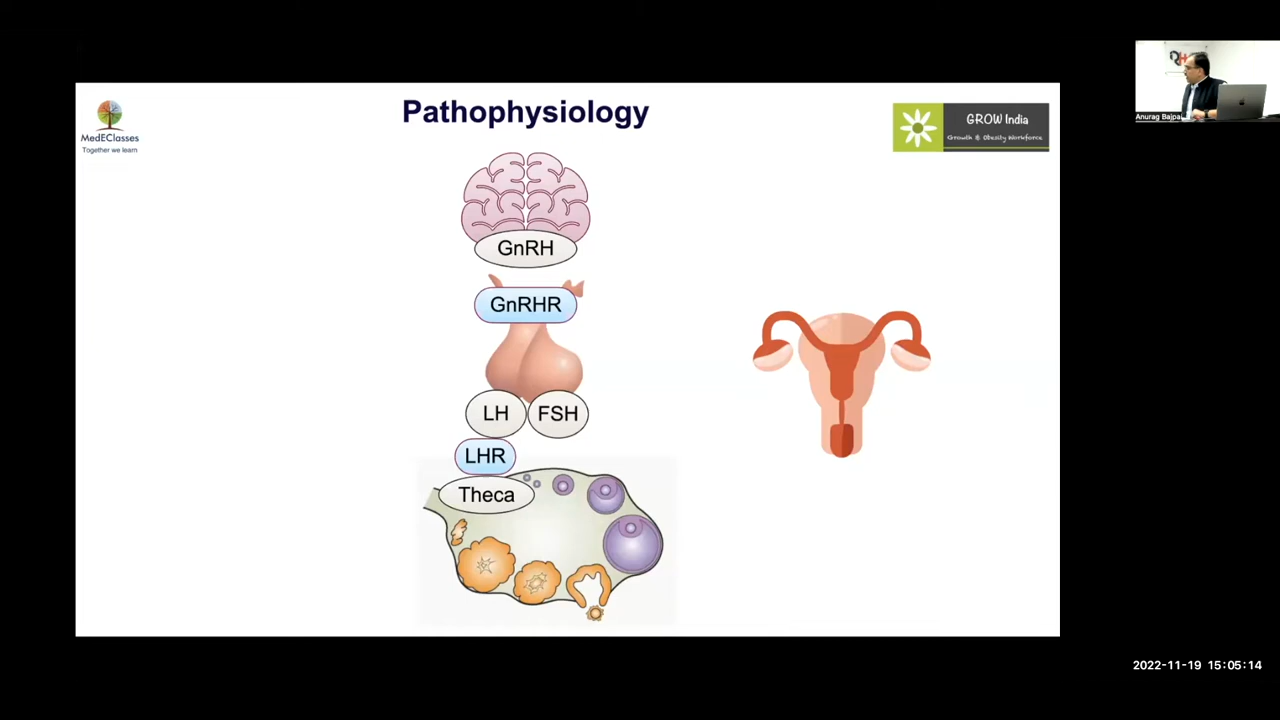 Pathophysiology
MedEClasses
Together we learn
GROW India
Growth & Obesity Workforce
Anurag Bajpai
GnRH
GnRHR
LH
FSH
LHR
Theca
2022-11-19 15:05:14